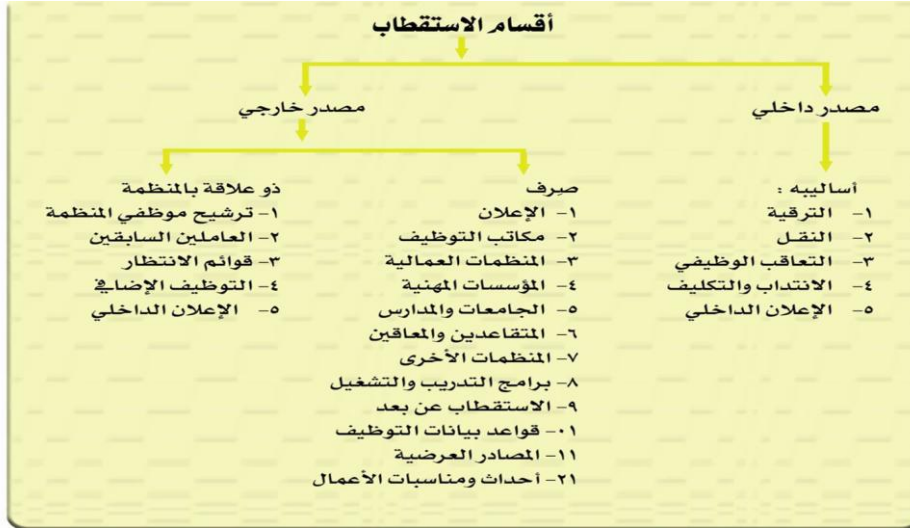 أقسام الاستقطاب
مصدر داخلي
أساليبه :
١- الترقية
٢- النقل
٣- التعاقب الوظيفي
٤- الانتداب والتكليف
٥- الإعلان الداخلي
مصدر خارجي
صرف
١- الإعلان
٢- مكاتب التوظيف
٣- المنظمات العمالية
٤- المؤسسات المهنية
٥- الجامعات والمدارس
٦- المتقاعدين والمعاقين
٧- المنظمات الأخرى
٨- برامج التدريب والتشغيل
٩- الاستقطاب عن بعد
٠١- قواعد بيانات التوظيف
١١- المصادر العرضية
٢١- أحداث ومناسبات الأعمال
ذو علاقة بالمنظمة
١- ترشيح موظفي المنظمة
٢- العاملين السابقين
٣- قوائم الانتظار
٤- التوظيف الإضافي
٥- الإعلان الداخلي